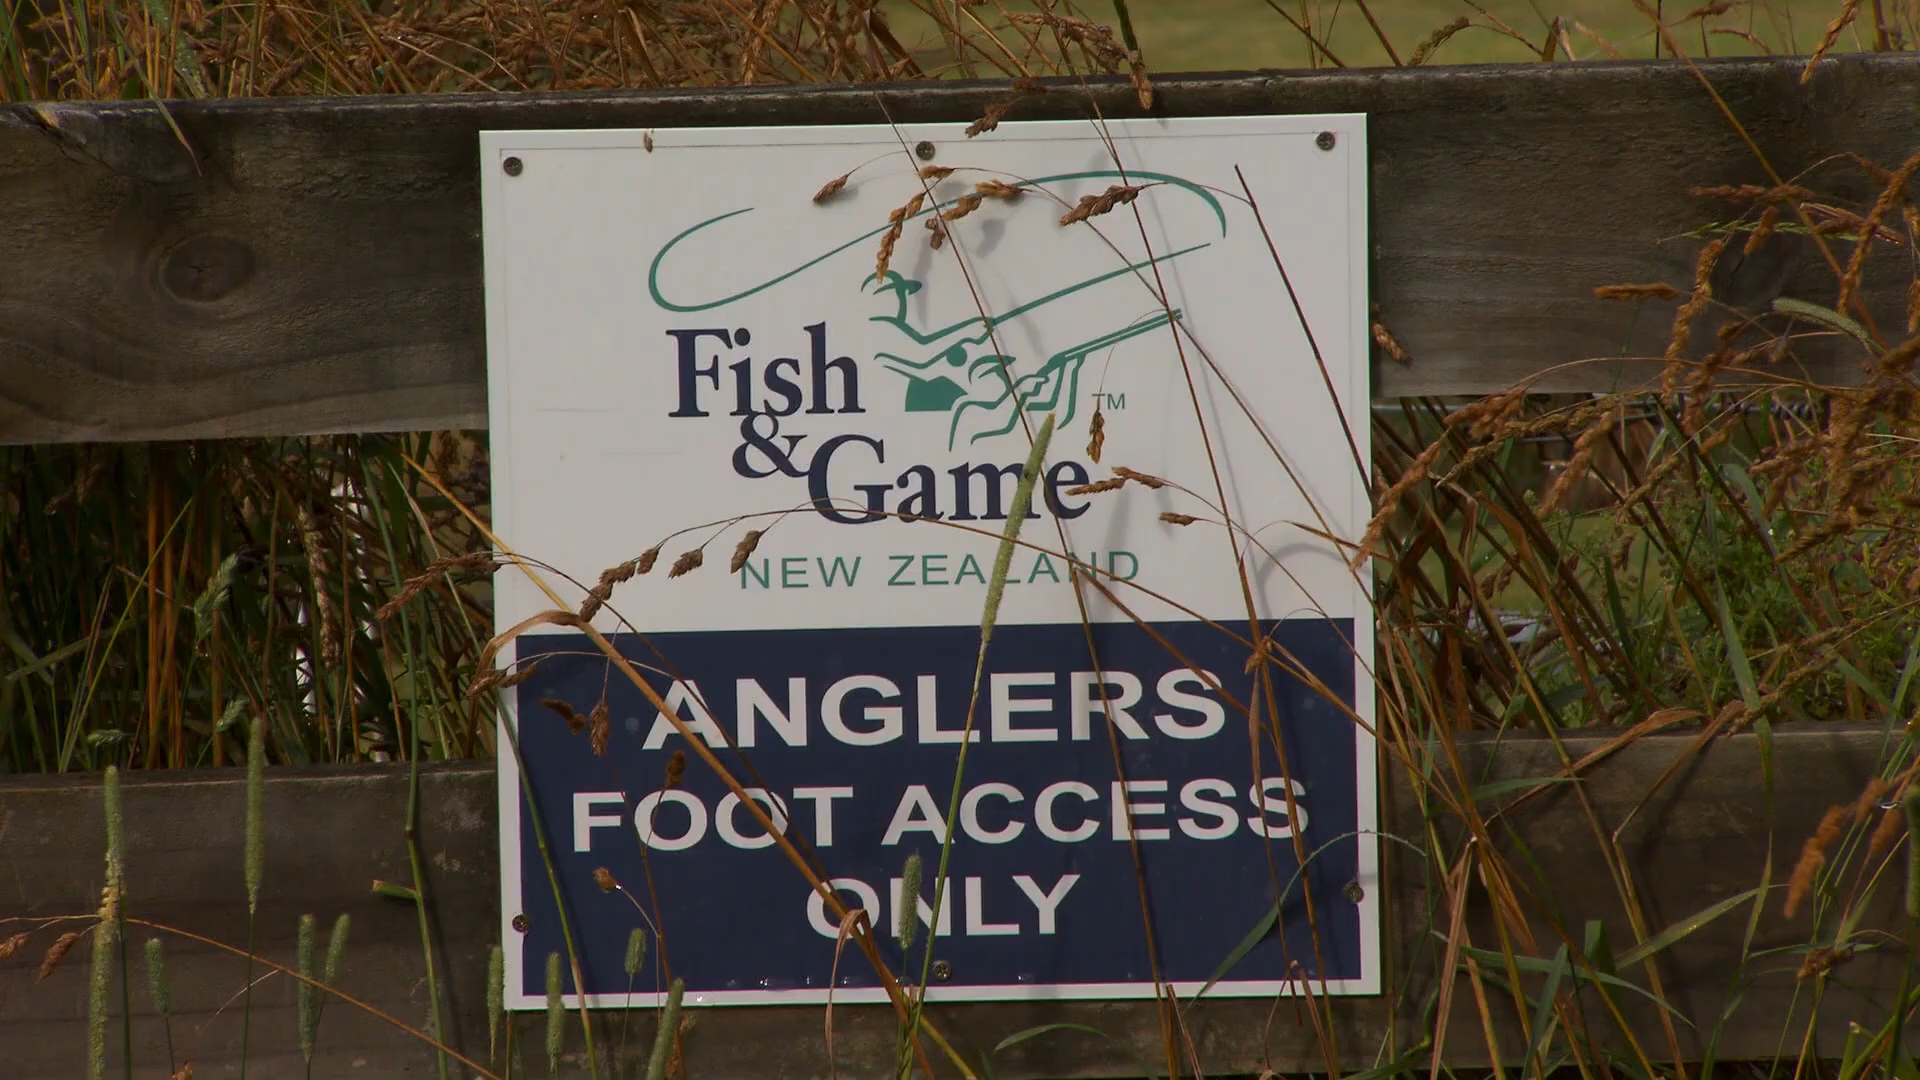 Fish
&
Game
TM
NEW ZEALAND
ANGLERS
FOOT ACCESS
ONLY